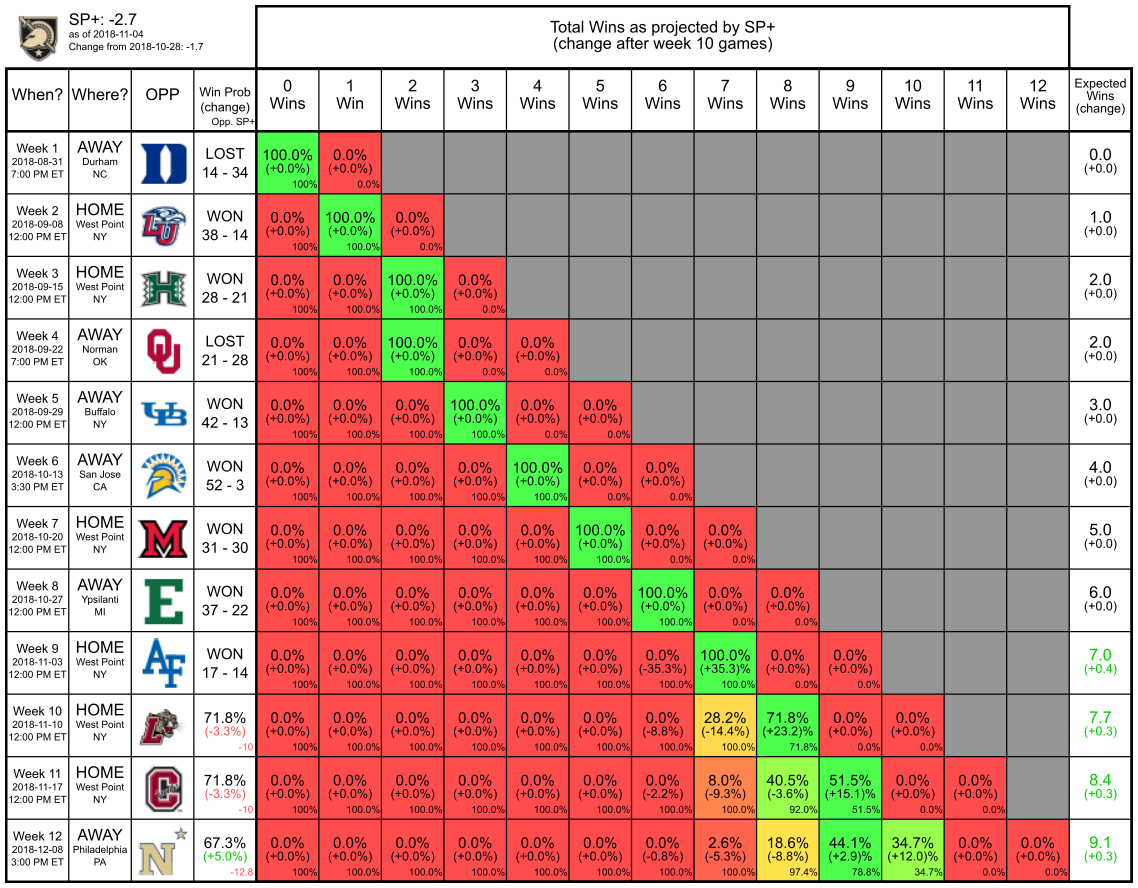 SP+: -2.7
as of 2018-11-04
Change from 2018-10-28: -1.7
Total Wins as projected by SP+
(change after week 10 games)
When?
Where?
OPP
Win Prob
(change)
Opp. SP+
0
Wins
1
Win
2
Wins
3
Wins
4
Wins
5
Wins
6
Wins
7
Wins
8
Wins
9
Wins
10
Wins
11
Wins
12
Wins
Expected
Wins
(change)
Week 1
2018-08-31
7:00 PM ET
AWAY
Durham
NC
D
LOST
14 - 34
100.0%
(+0.0%)
100%
0.0%
(+0.0%)
0.0%
0.0
(+0.0)
Week 2
2018-09-08
12:00 PM ET
HOME
West Point
NY
LU
WON
38 - 14
0.0%
(+0.0%)
100%
100.0%
(+0.0%)
100.0%
0.0%
(+0.0%)
0.0%
1.0
(+0.0)
Week 3
2018-09-15
12:00 PM ET
HOME
West Point
NY
H
WON
28 - 21
0.0%
(+0.0%)
100%
0.0%
(+0.0%)
100.0%
100.0%
(+0.0%)
100.0%
0.0%
(+0.0%)
0.0%
2.0
(+0.0)
Week 4
2018-09-22
7:00 PM ET
AWAY
Norman
OK
OU
LOST
21 - 28
0.0%
(+0.0%)
100%
0.0%
(+0.0%)
100.0%
100.0%
(+0.0%)
100.0%
0.0%
(+0.0%)
0.0%
0.0%
(+0.0%)
0.0%
2.0
(+0.0)
Week 5
2018-09-29
12:00 PM ET
AWAY
Buffalo
NY
UB
WON
42 - 13
0.0%
(+0.0%)
100%
0.0%
(+0.0%)
100.0%
0.0%
(+0.0%)
100.0%
100.0%
(+0.0%)
100.0%
0.0%
(+0.0%)
0.0%
0.0%
(+0.0%)
0.0%
3.0
(+0.0)
Week 6
2018-10-13
3:30 PM ET
AWAY
San Jose
CA
WON
52 - 3
0.0%
(+0.0%)
100%
0.0%
(+0.0%)
100.0%
0.0%
(+0.0%)
100.0%
0.0%
(+0.0%)
100.0%
100.0%
(+0.0%)
100.0%
0.0%
(+0.0%)
0.0%
0.0%
(+0.0%)
0.0%
4.0
(+0.0)
Week 7
2018-10-20
12:00 PM ET
HOME
West Point
NY
M
WON
31 - 30
0.0%
(+0.0%)
100%
0.0%
(+0.0%)
100.0%
0.0%
(+0.0%)
100.0%
0.0%
(+0.0%)
100.0%
0.0%
(+0.0%)
100.0%
100.0%
(+0.0%)
100.0%
0.0%
(+0.0%)
0.0%
0.0%
(+0.0%)
0.0%
5.0
(+0.0)
Week 8
2018-10-27
12:00 PM ET
AWAY
Ypsilanti
MI
E
WON
37 - 22
0.0%
(+0.0%)
100%
0.0%
(+0.0%)
100.0%
0.0%
(+0.0%)
100.0%
0.0%
(+0.0%)
100.0%
0.0%
(+0.0%)
100.0%
0.0%
(+0.0%)
100.0%
100.0%
(+0.0%)
100.0%
0.0%
(+0.0%)
0.0%
0.0%
(+0.0%)
0.0%
6.0
(+0.0)
Week 9
2018-11-03
12:00 PM ET
HOME
West Point
NY
AF
WON
17 - 14
0.0%
(+0.0%)
100%
0.0%
(+0.0%)
100.0%
0.0%
(+0.0%)
100.0%
0.0%
(+0.0%)
100.0%
0.0%
(+0.0%)
100.0%
0.0%
(+0.0%)
100.0%
0.0%
(-35.3%)
100.0%
100.0%
(+35.3)%
100.0%
0.0%
(+0.0%)
0.0%
0.0%
(+0.0%)
0.0%
7.0
(+0.4)
Week 10
2018-11-10
12:00 PM ET
HOME
West Point
NY
L
71.8%
(-3.3%)
-10
0.0%
(+0.0%)
100%
0.0%
(+0.0%)
100.0%
0.0%
(+0.0%)
100.0%
0.0%
(+0.0%)
100.0%
0.0%
(+0.0%)
100.0%
0.0%
(+0.0%)
100.0%
0.0%
(-8.8%)
100.0%
28.2%
(-14.4%)
100.0%
71.8%
(+23.2)%
71.8%
0.0%
(+0.0%)
0.0%
0.0%
(+0.0%)
0.0%
7.7
(+0.3)
Week 11
2018-11-17
12:00 PM ET
HOME
West Point
NY
C
71.8%
(-3.3%)
-10
0.0%
(+0.0%)
100%
0.0%
(+0.0%)
100.0%
0.0%
(+0.0%)
100.0%
0.0%
(+0.0%)
100.0%
0.0%
(+0.0%)
100.0%
0.0%
(+0.0%)
100.0%
0.0%
(-2.2%)
100.0%
8.0%
(-9.3%)
100.0%
40.5%
(-3.6%)
92.0%
51.5%
(+15.1)%
51.5%
0.0%
(+0.0%)
0.0%
0.0%
(+0.0%)
0.0%
8.4
(+0.3)
Week 12
2018-12-08
3:00 PM ET
AWAY
Philadelphia
PA
N
67.3%
(+5.0%)
-12.8
0.0%
(+0.0%)
100%
0.0%
(+0.0%)
100.0%
0.0%
(+0.0%)
100.0%
0.0%
(+0.0%)
100.0%
0.0%
(+0.0%)
100.0%
0.0%
(+0.0%)
100.0%
0.0%
(-0.8%)
100.0%
2.6%
(-5.3%)
100.0%
18.6%
(-8.8%)
97.4%
44.1%
(+2.9)%
78.8%
34.7%
(+12.0)%
34.7%
0.0%
(+0.0%)
0.0%
0.0%
(+0.0%)
0.0%
9.1
(+0.3)